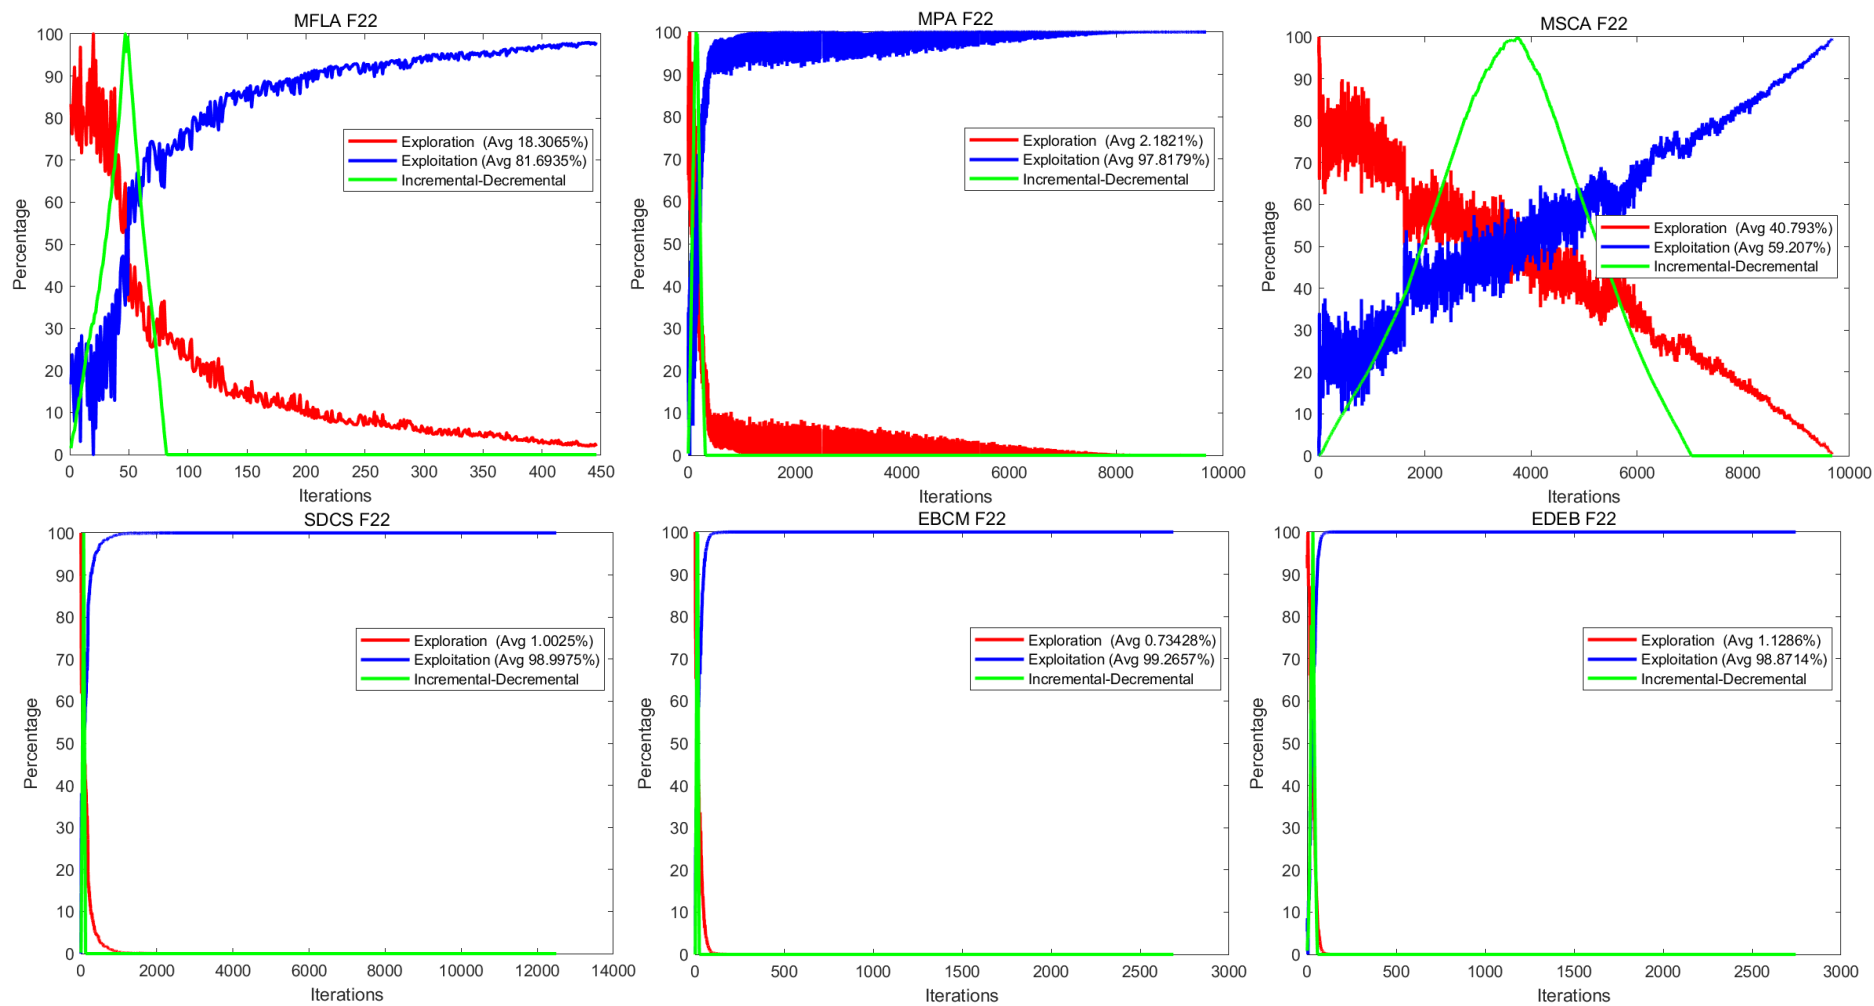 MFLA F22
100
90
80
70
60
50
40
30
20
10
0
Percentage
Exploration (Avg 18.3065%)
Exploitation (Avg 81.6935%)
Incremental-Decremental
0 50 100 150 200 250 300 350 400 450
Iterations
MPA F22
100
90
80
70
60
50
40
30
20
10
0
Percentage
Exploration (Avg 2.1821%)
Exploitation (Avg 97.8179%)
Incremental-Decremental
0 2000 4000 6000 8000 10000
Iterations
MSCA F22
100
90
80
70
60
50
40
30
20
10
0
Percentage
Exploration (Avg 40.793%)
Exploitation (Avg 59.207%)
Incremental-Decremental
0 2000 4000 6000 8000 10000
Iterations
SDCS F22
100
90
80
70
60
50
40
30
20
10
0
Percentage
Exploration (Avg 1.0025%)
Exploitation (Avg 98.9975%)
Incremental-Decremental
0 2000 4000 6000 8000 10000 12000 14000
Iterations
EBCM F22
100
90
80
70
60
50
40
30
20
10
0
Percentage
Exploration (Avg 0.73428%)
Exploitation (Avg 99.2657%)
Incremental-Decremental
0 500 1000 1500 2000 2500 3000
Iterations
EDEB F22
100
90
80
70
60
50
40
30
20
10
0
Percentage
Exploration (Avg 1.1286%)
Exploitation (Avg 98.8714%)
Incremental-Decremental
0 500 1000 1500 2000 2500 3000
Iterations